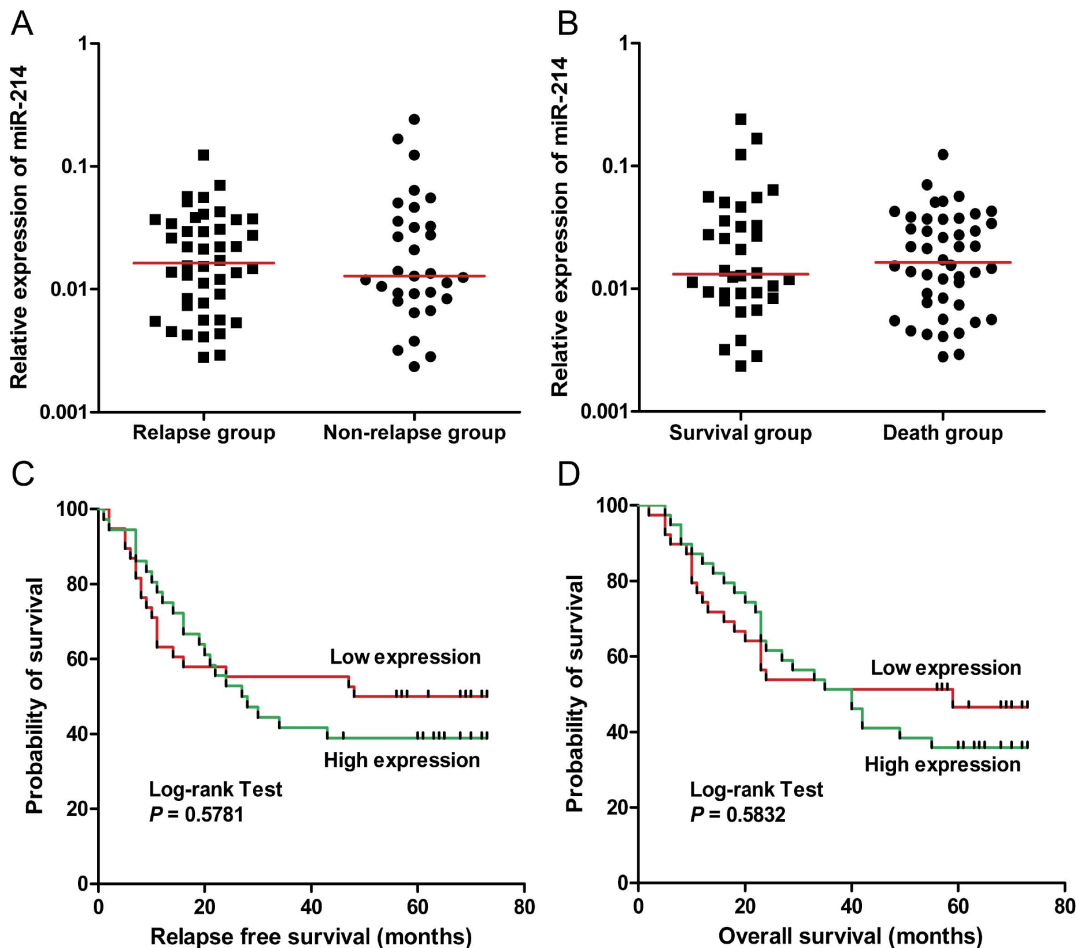 A
Relative expression of miR-214
1
0.1
0.01
0.001
Relapse group
Non-relapse group
B
Relative expression of miR-214
1
0.1
0.01
0.001
Survival group
Death group
C
Probability of survival
100
80
60
40
20
0
Low expression
High expression
Log-rank Test
P = 0.5781
0
20
40
60
80
Relapse free survival (months)
D
Probability of survival
100
80
60
40
20
0
Low expression
High expression
Log-rank Test
P = 0.5832
0
20
40
60
80
Overall survival (months)